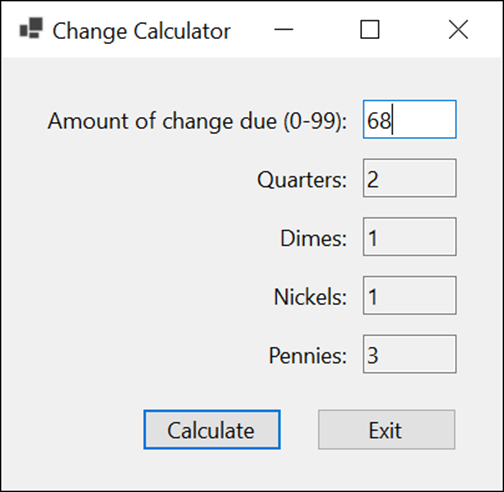 Change Calculator
Amount of change due (0-99): 68
Quarters: 2
Dimes: 1
Nickels: 1
Pennies: 3
Calculate Exit